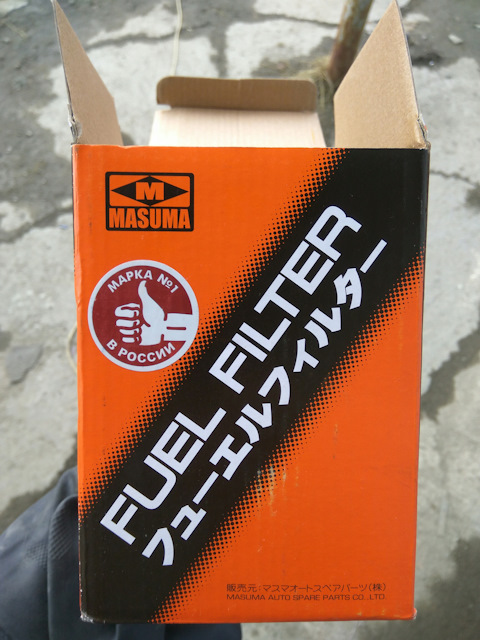 M
MASUMA
МАРКА №1
В РОССИИ
FUEL FILTER
フューエルフィルター
販売元:マスマオートスペアパーツ(株)
MASUMA AUTO SPARE PARTS CO.,LTD.